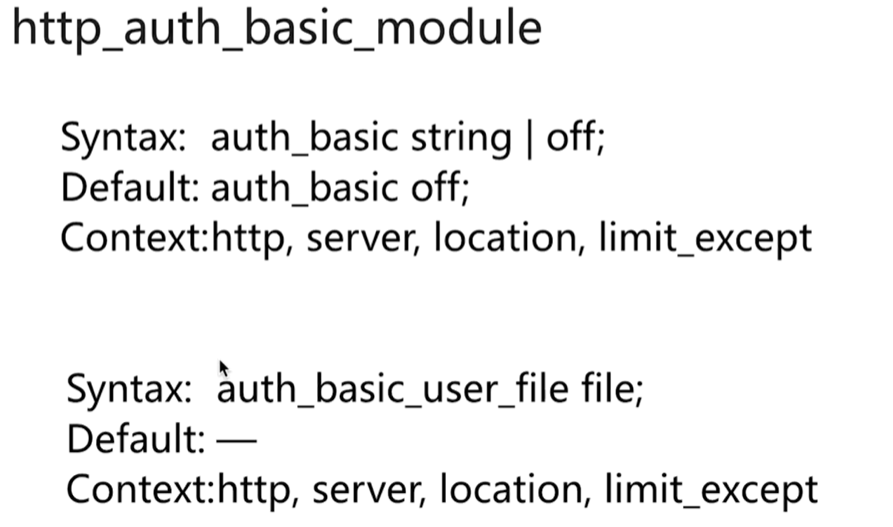 http_auth_basic_module
Syntax: auth_basic string | off;
Default: auth_basic off;
Context:http, server, location, limit_except
Syntax: auth_basic_user_file file;
Default: —
Context:http, server, location, limit_except